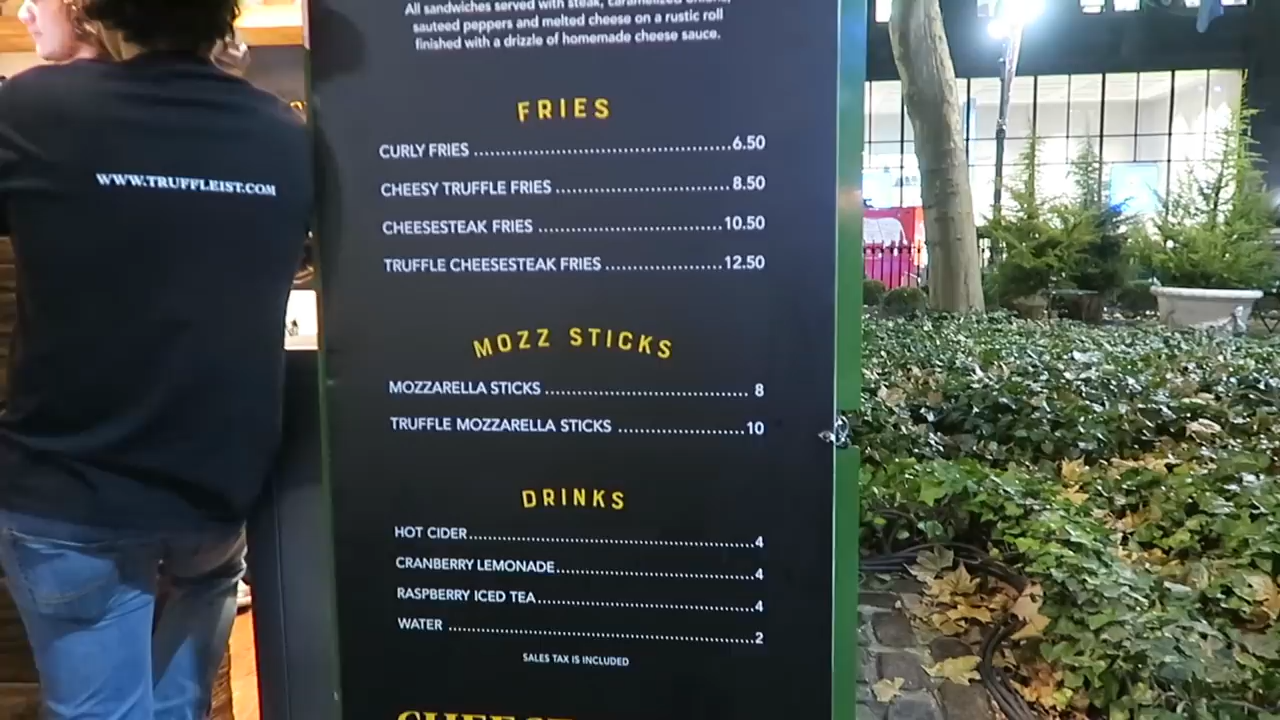 All sandwiches served with steak, caramelized onions,
sauteed peppers and melted cheese on a rustic roll
finished with a drizzle of homemade cheese sauce.
FRIES
CURLY FRIES ........................................6.50
CHEESY TRUFFLE FRIES ...........................8.50
CHEESESTEAK FRIES .............................10.50
TRUFFLE CHEESESTEAK FRIES ..................12.50
MOZZ STICKS
MOZZARELLA STICKS ................................ 8
TRUFFLE MOZZARELLA STICKS ....................10
DRINKS
HOT CIDER.............................................4
CRANBERRY LEMONADE................................4
RASPBERRY ICED TEA...................................4
WATER .................................................2
SALES TAX IS INCLUDED
WWW.TRUFFLEIST.COM